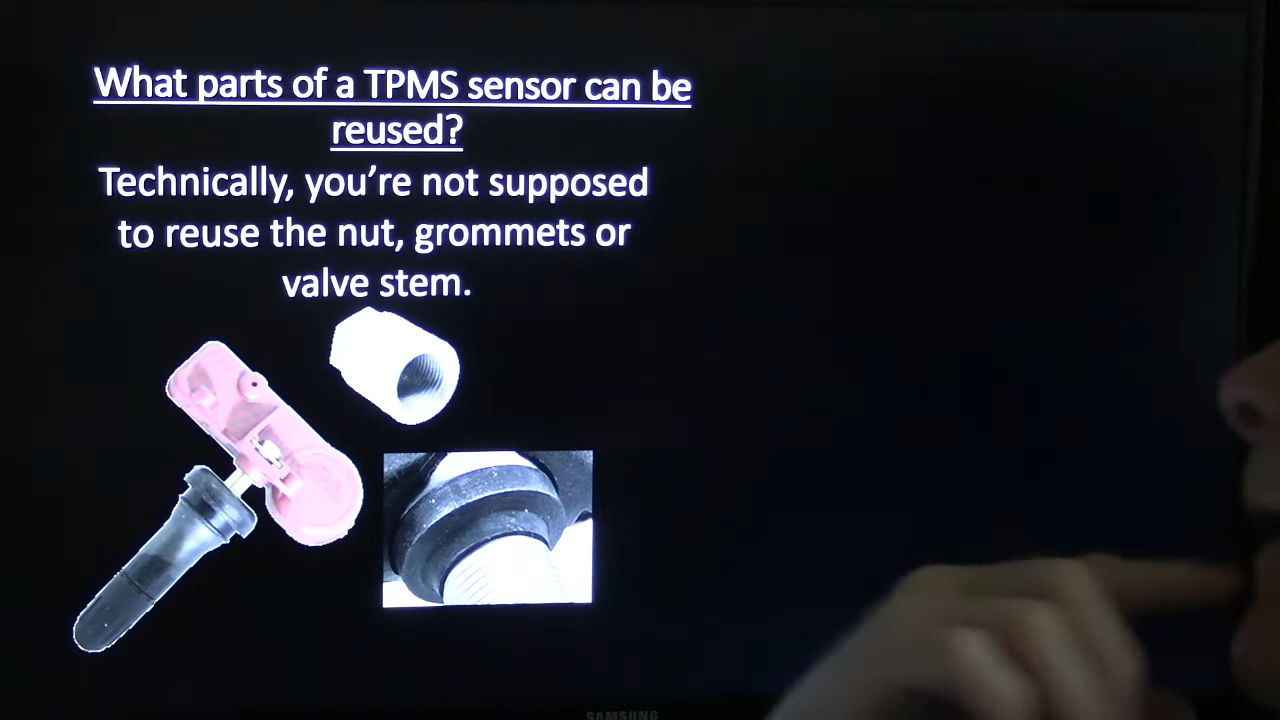 What parts of a TPMS sensor can be
reused?
Technically, you're not supposed
to reuse the nut, grommets or
valve stem.
SAMSUNG